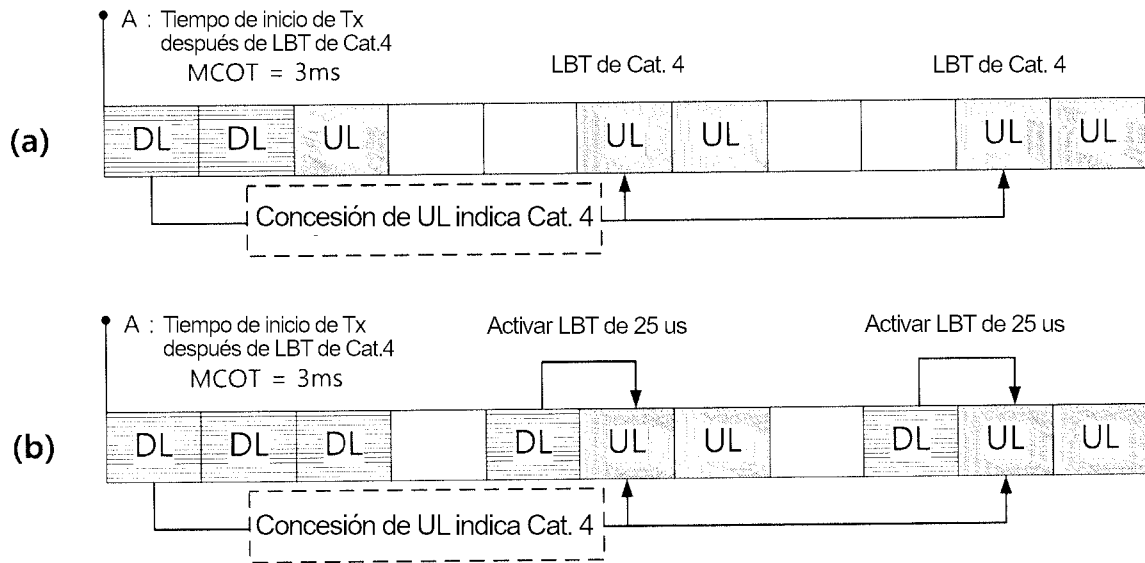 A : Tiempo de inicio de Tx
después de LBT de Cat.4
MCOT = 3ms
LBT de Cat. 4
LBT de Cat. 4
(a)
DL DL UL UL UL UL UL
Concesión de UL indica Cat. 4
A : Tiempo de inicio de Tx
después de LBT de Cat.4
MCOT = 3ms
Activar LBT de 25 us
Activar LBT de 25 us
(b)
DL DL DL DL UL UL DL UL UL
Concesión de UL indica Cat. 4